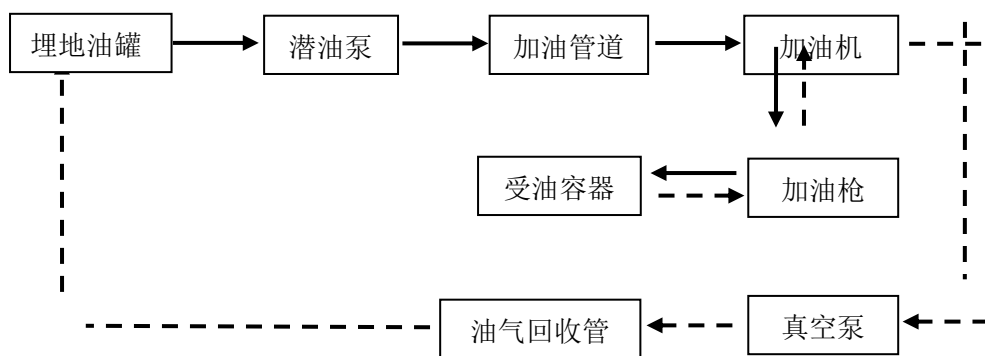 埋地油罐
潜油泵
加油管道
加油机
受油容器
加油枪
油气回收管
真空泵